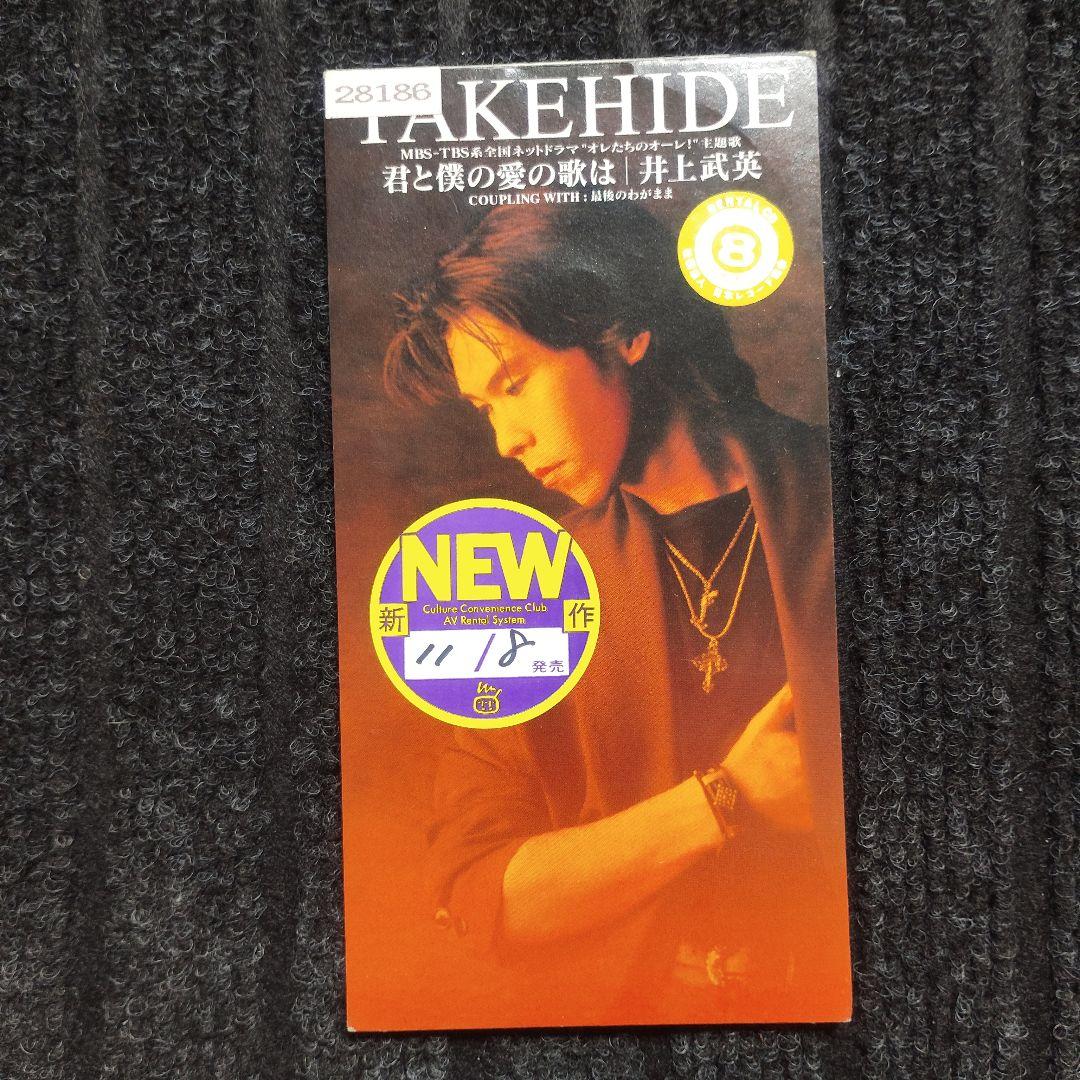 28186
TAKEHIDE
MBS-TBS系全国ネットドラマ"オレたちのオーレ!"主題歌
君と僕の愛の歌は|井上武英
COUPLING WITH:最後のわがまま
RENTAL
8
NEW
新 作
Culture Convenience Club
AV Rental System
11/8 発売